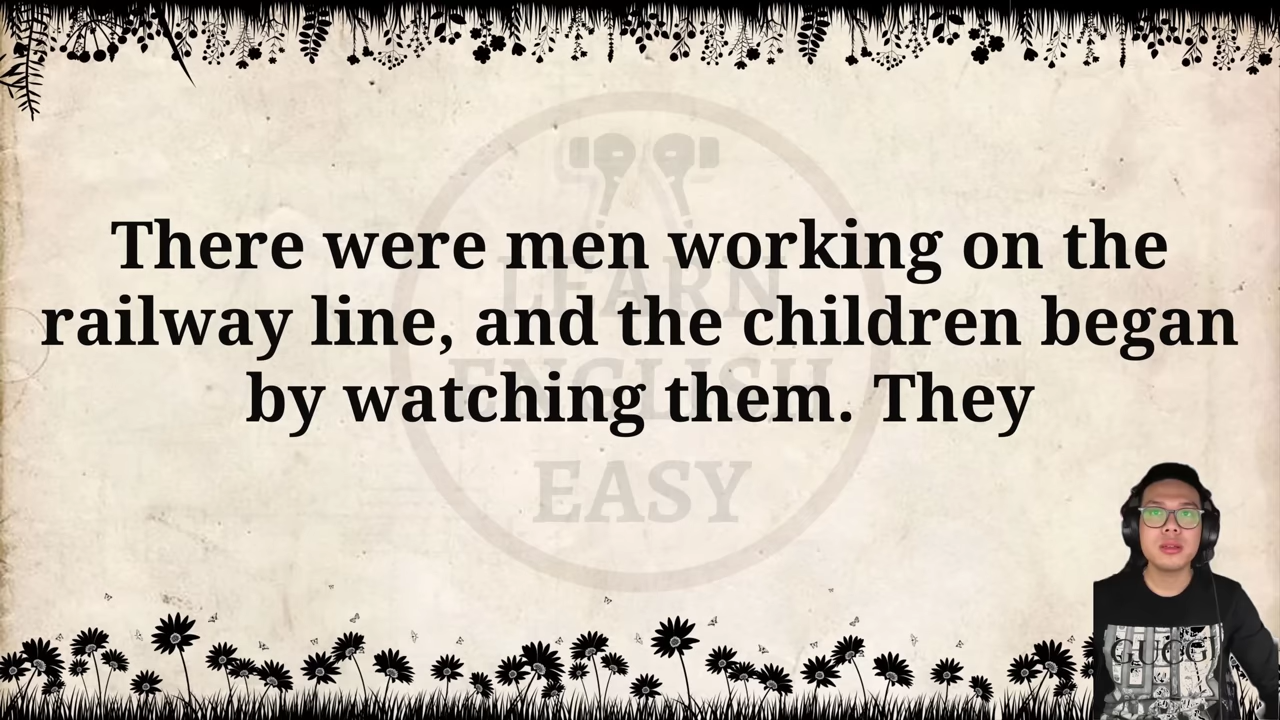 There were men working on the
railway line, and the children began
by watching them. They
LEARN
ENGLISH
EASY
GUCCI